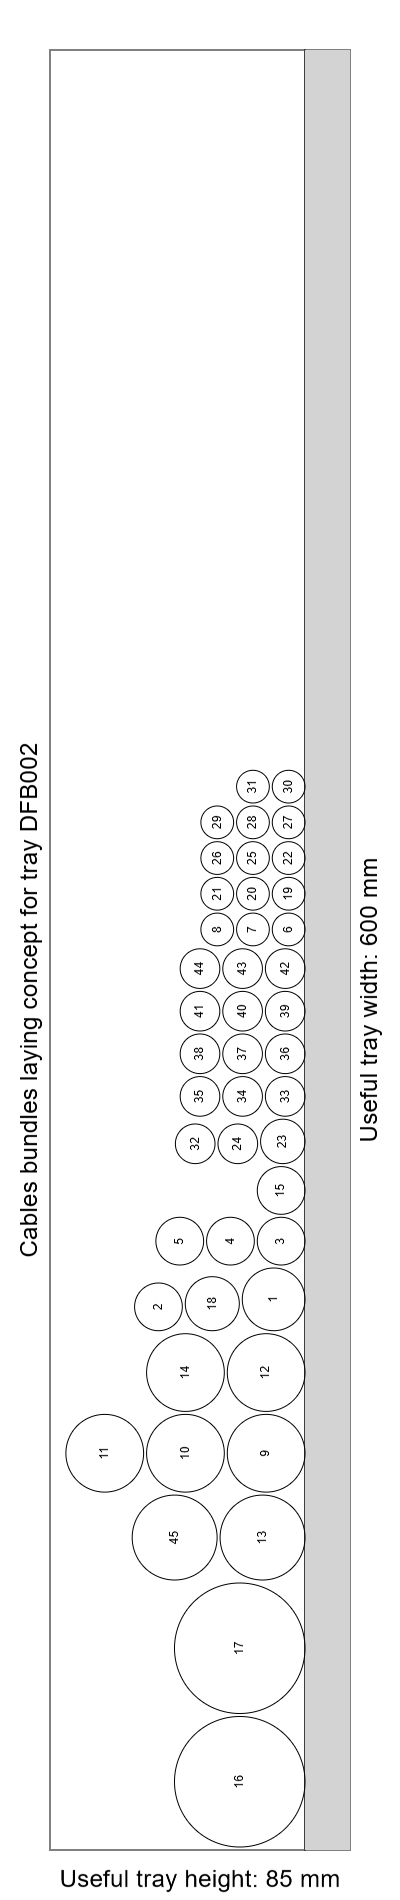 Cables bundles laying concept for tray DFB002
31 30
29 28 27
26 25 22
21 20 19
8 7 6
44 43 42
41 40 39
38 37 36
35 34 33
32 24 23
15
5 4 3
2 18 1
14 12
11 10 9
45 13
17
16
Useful tray width: 600 mm
Useful tray height: 85 mm